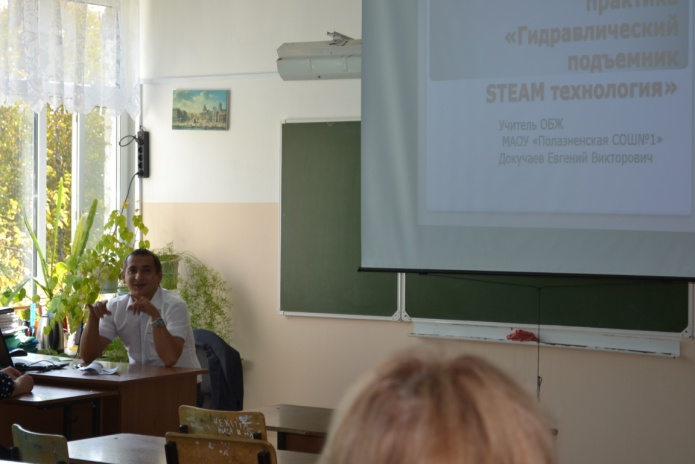 практика
«Гидравлический
подъемник
STEAM технология»
Учитель ОБЖ
МАОУ «Полазненская СОШ№1»
Докучаев Евгений Викторович